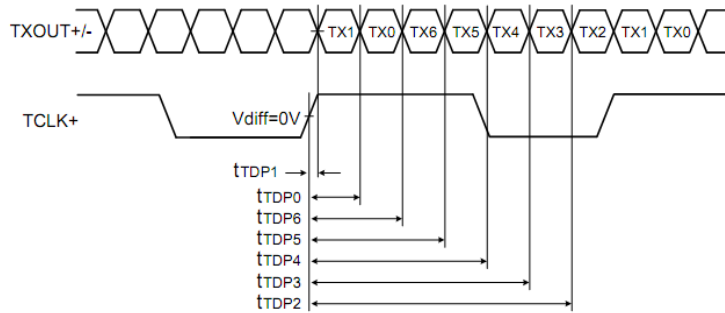 TXOUT+/- TX1 TX0 TX6 TX5 TX4 TX3 TX2 TX1 TX0
TCLK+ Vdiff=0V
tTDP1
tTDP0
tTDP6
tTDP5
tTDP4
tTDP3
tTDP2